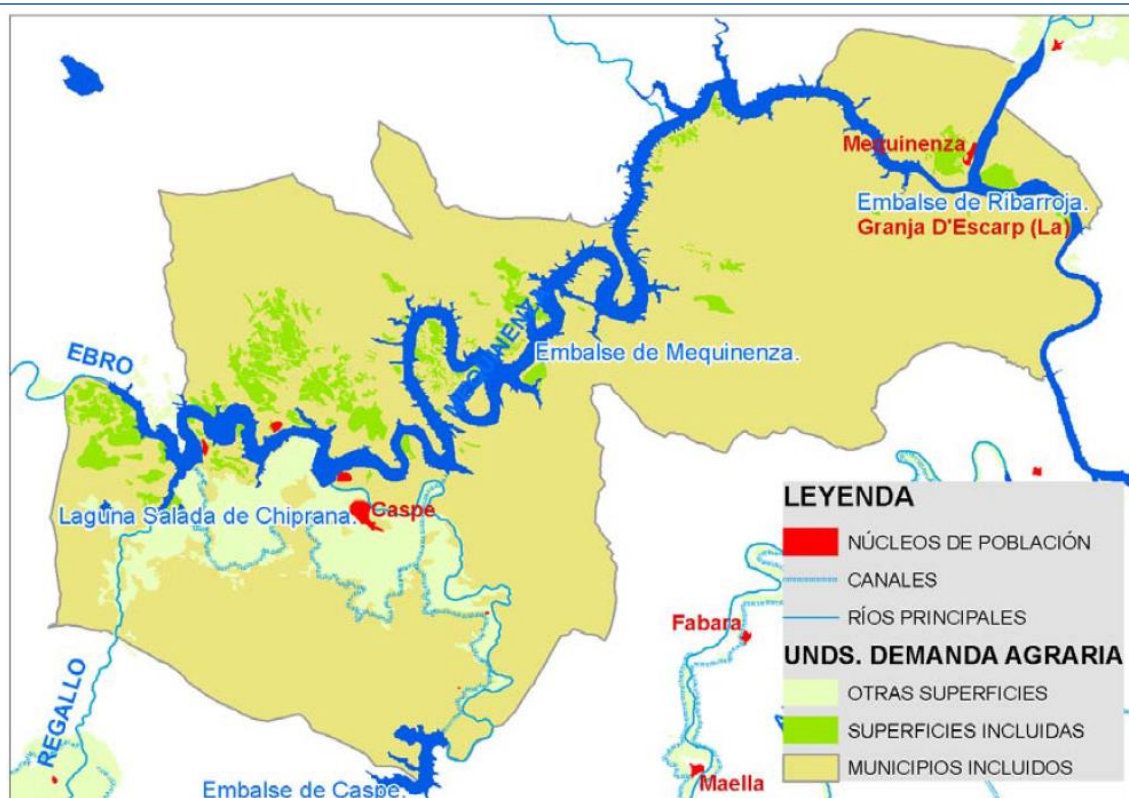 Mequinenza
Embalse de Ribarroja.
Granja D'Escarp (La)
EBRO
Embalse de Mequinenza.
Laguna Salada de Chiprana.
Caspe
REGALLO
Embalse de Caspe.
Fabara
Maella
LEYENDA
NÚCLEOS DE POBLACIÓN
CANALES
RÍOS PRINCIPALES
UNDS. DEMANDA AGRARIA
OTRAS SUPERFICIES
SUPERFICIES INCLUIDAS
MUNICIPIOS INCLUIDOS